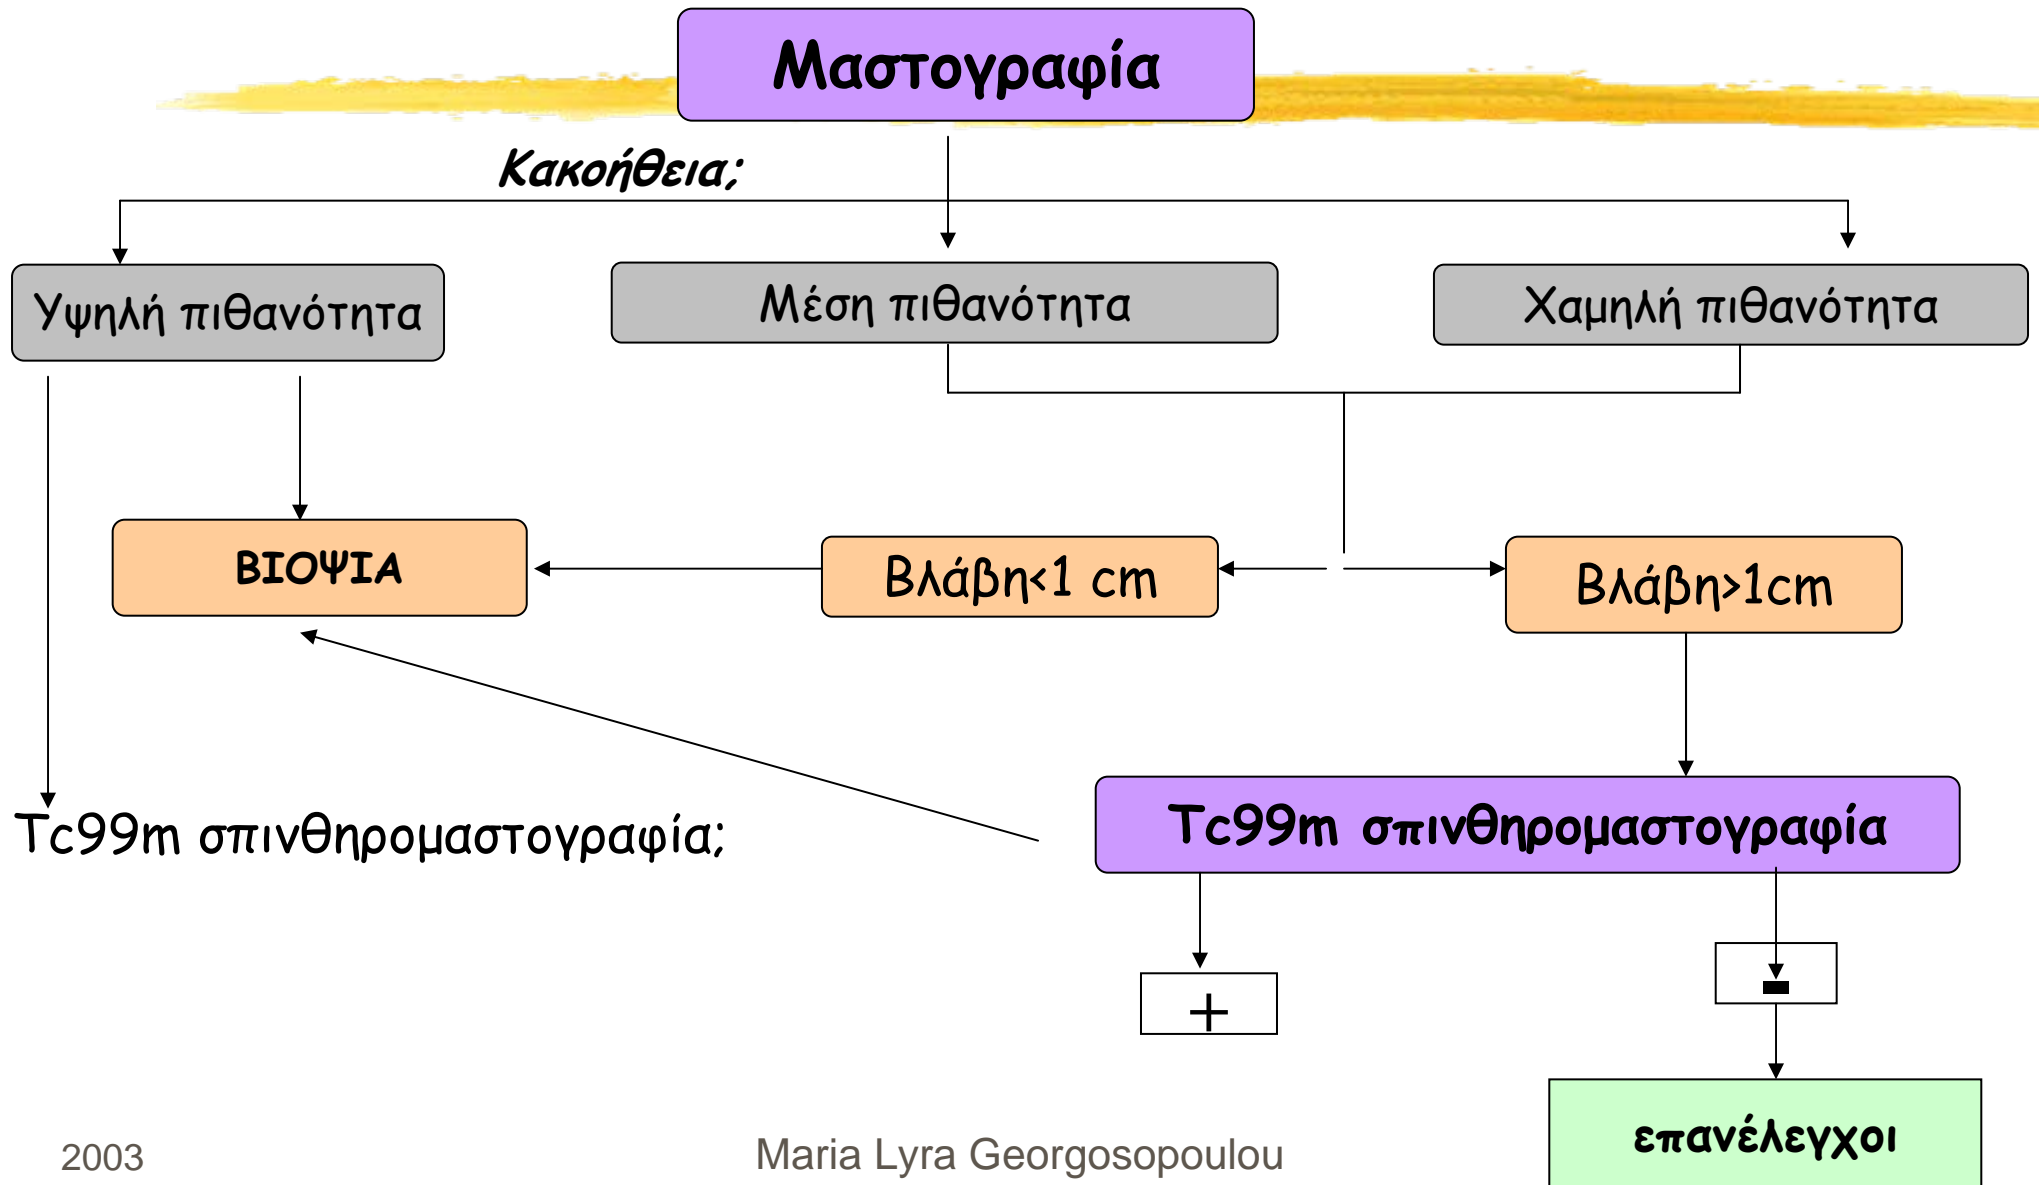 Μαστογραφία
Κακοήθεια;
Υψηλή πιθανότητα
Μέση πιθανότητα
Χαμηλή πιθανότητα
ΒΙΟΨΙΑ
Βλάβη<1 cm
Βλάβη>1cm
Tc99m σπινθηρομαστογραφία;
Tc99m σπινθηρομαστογραφία
+
-
επανέλεγχοι
2003
Maria Lyra Georgosopoulou